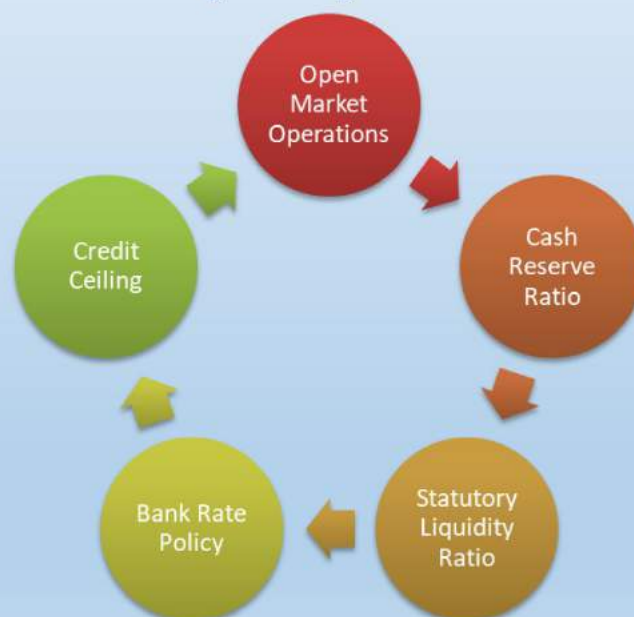 Open
Market
Operations
Cash
Reserve
Ratio
Statutory
Liquidity
Ratio
Bank Rate
Policy
Credit
Ceiling